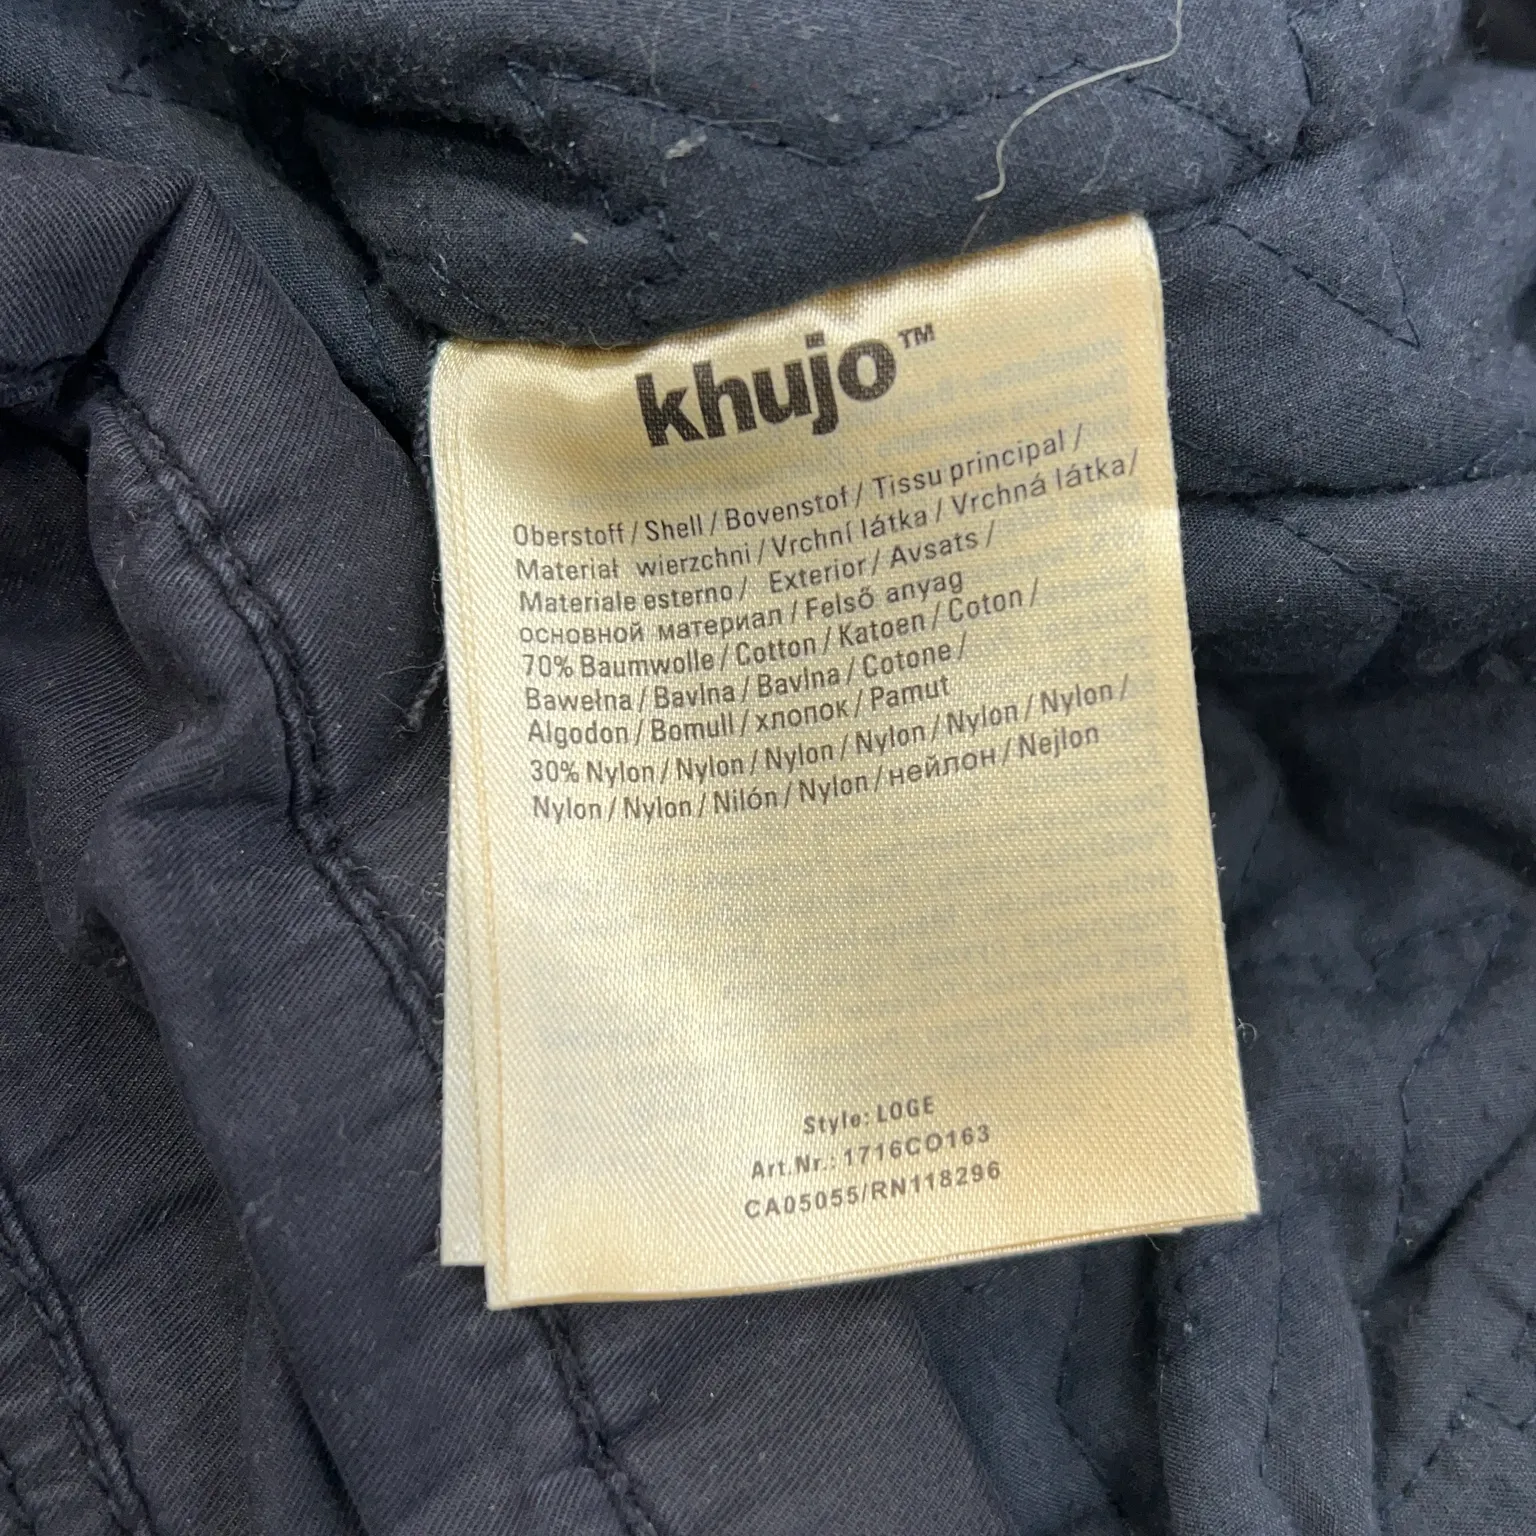 khujo™
Oberstoff / Shell / Bovenstof / Tissu principal /
Materiał wierzchni / Vrchní látka / Vrchná látka /
Materiale esterno / Exterior / Avsats /
основной материал / Felső anyag
70% Baumwolle / Cotton / Katoen / Coton /
Bawełna / Bavlna / Bavlna / Cotone /
Algodon / Bomull / хлопок / Pamut
30% Nylon / Nylon / Nylon / Nylon / Nylon / Nylon /
Nylon / Nylon / Nilón / Nylon / нейлон / Nejlon
Style: LOGE
Art.Nr.: 1716CO163
CA05055/RN118296